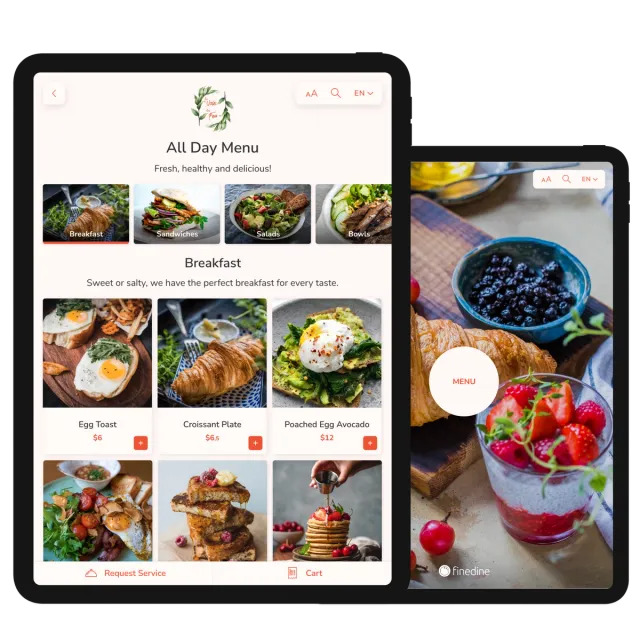 AA
EN
All Day Menu
Fresh, healthy and delicious!
Breakfast
Sandwiches
Salads
Bowls
Breakfast
Sweet or salty, we have the perfect breakfast for every taste.
Egg Toast
$6
+
Croissant Plate
$6.5
+
Poached Egg Avocado
$12
+
Request Service
Cart
AA
EN
MENU
finedine